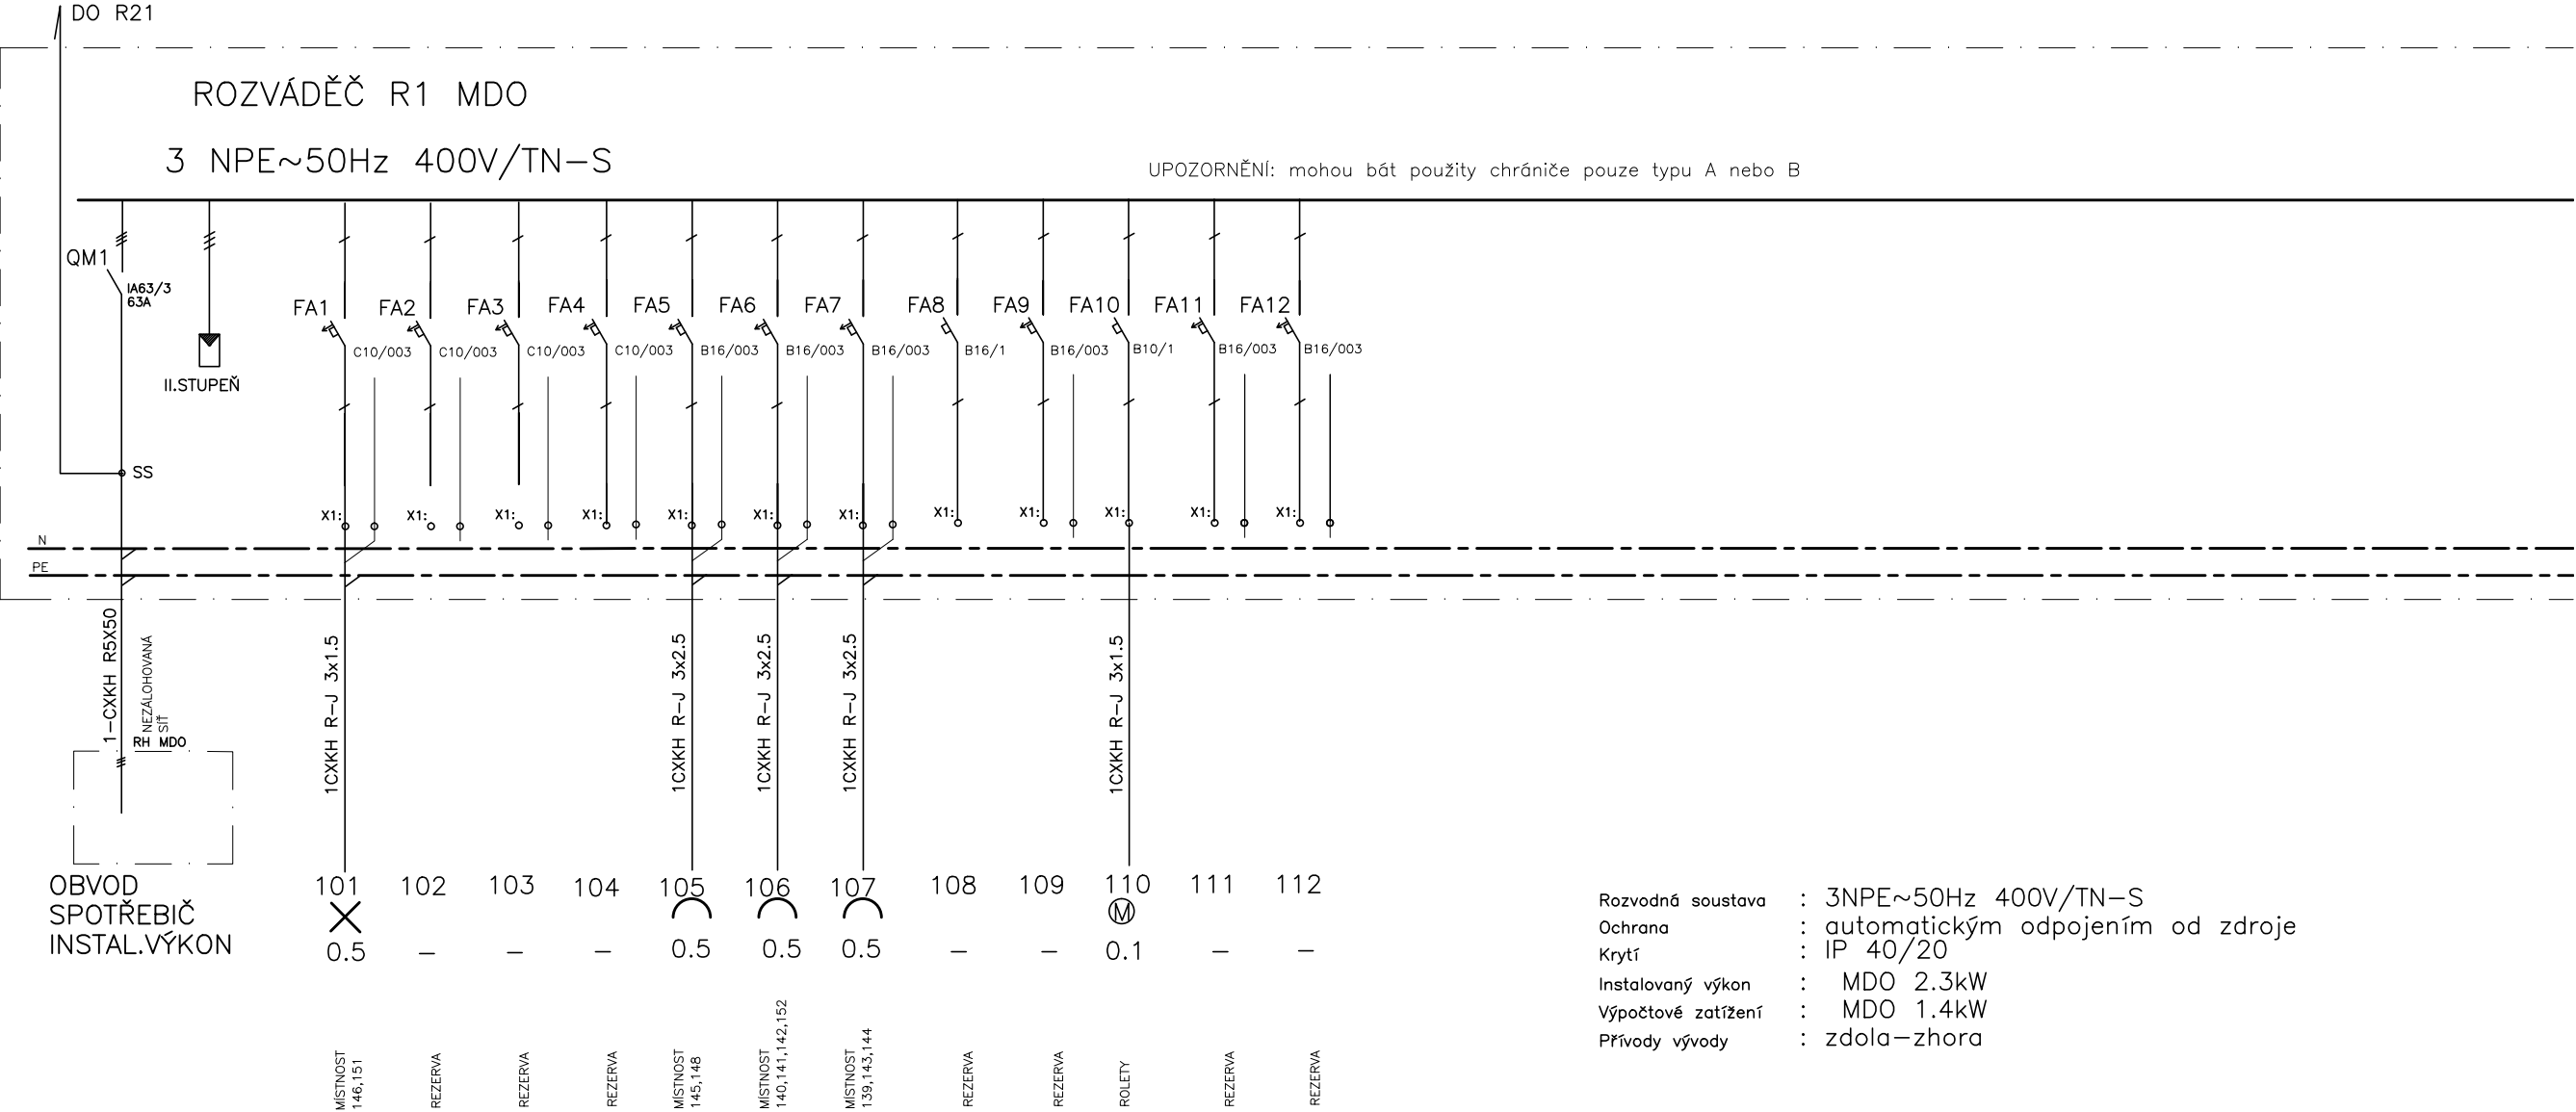 DO R21
ROZVÁDĚČ R1 MDO
3 NPE~50Hz 400V/TN-S
UPOZORNĚNÍ: mohou bát použity chrániče pouze typu A nebo B
QM1
IA63/3
63A
II.STUPEŇ
SS
FA1 FA2 FA3 FA4 FA5 FA6 FA7 FA8 FA9 FA10 FA11 FA12
C10/003 C10/003 C10/003 C10/003 B16/003 B16/003 B16/003 B16/1 B16/003 B10/1 B16/003 B16/003
X1: X1: X1: X1: X1: X1: X1: X1: X1: X1: X1: X1:
N
PE
1-CXKH R5X50
NEZÁLOHOVANÁ
SÍŤ
RH MDO
1CXKH R-J 3x1.5
1CXKH R-J 3x2.5
1CXKH R-J 3x2.5
1CXKH R-J 3x2.5
1CXKH R-J 3x1.5
OBVOD 101 102 103 104 105 106 107 108 109 110 111 112
SPOTŘEBIČ M
INSTAL.VÝKON 0.5 - - - 0.5 0.5 0.5 - - 0.1 - -
MÍSTNOST
146,151
REZERVA
REZERVA
REZERVA
MÍSTNOST
145,148
MÍSTNOST
140,141,142,152
MÍSTNOST
139,143,144
REZERVA
REZERVA
ROLETY
REZERVA
REZERVA
Rozvodná soustava : 3NPE~50Hz 400V/TN-S
Ochrana : automatickým odpojením od zdroje
Krytí : IP 40/20
Instalovaný výkon : MDO 2.3kW
Výpočtové zatížení : MDO 1.4kW
Přívody vývody : zdola-zhora